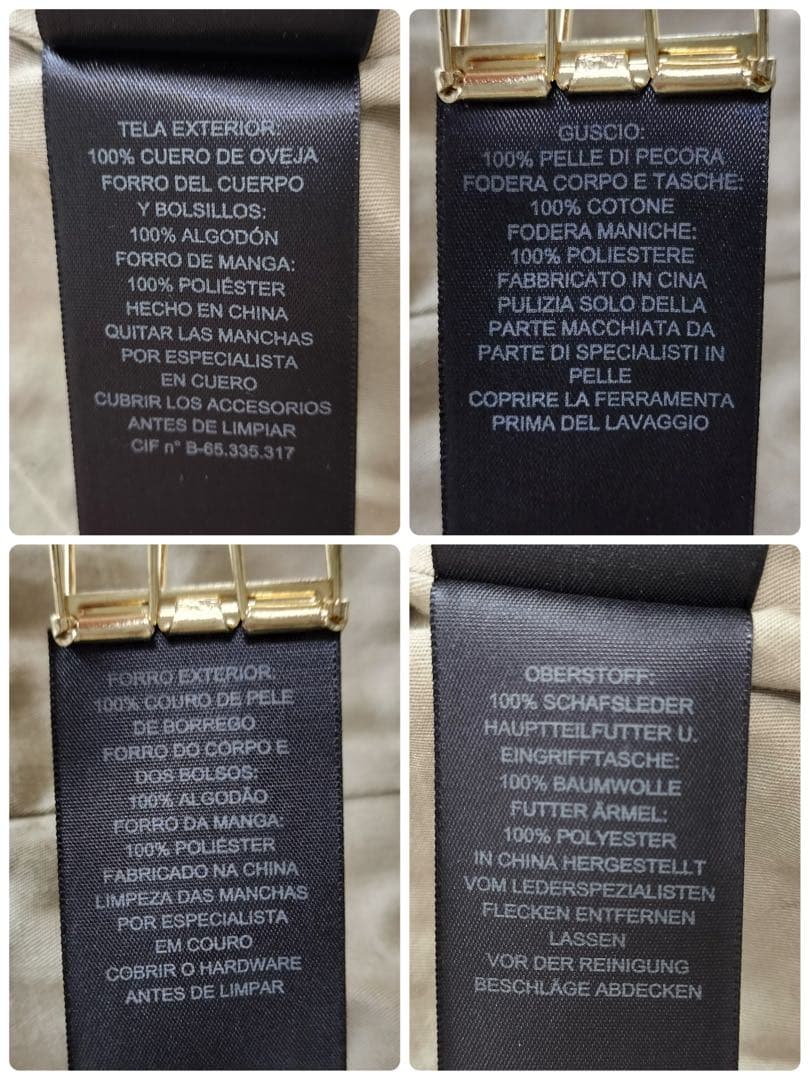 TELA EXTERIOR:
100% CUERO DE OVEJA
FORRO DEL CUERPO
Y BOLSILLOS:
100% ALGODÓN
FORRO DE MANGA:
100% POLIÉSTER
HECHO EN CHINA
QUITAR LAS MANCHAS
POR ESPECIALISTA
EN CUERO
CUBRIR LOS ACCESORIOS
ANTES DE LIMPIAR
CIF n° B-65.335.317
GUSCIO:
100% PELLE DI PECORA
FODERA CORPO E TASCHE:
100% COTONE
FODERA MANICHE:
100% POLIESTERE
FABBRICATO IN CINA
PULIZIA SOLO DELLA
PARTE MACCHIATA DA
PARTE DI SPECIALISTI IN
PELLE
COPRIRE LA FERRAMENTA
PRIMA DEL LAVAGGIO
FORRO EXTERIOR:
100% COURO DE PELE
DE BORREGO
FORRO DO CORPO E
DOS BOLSOS:
100% ALGODÃO
FORRO DA MANGA:
100% POLIÉSTER
FABRICADO NA CHINA
LIMPEZA DAS MANCHAS
POR ESPECIALISTA
EM COURO
COBRIR O HARDWARE
ANTES DE LIMPAR
OBERSTOFF:
100% SCHAFSLEDER
HAUPTTEILFUTTER U.
EINGRIFFTASCHE:
100% BAUMWOLLE
FUTTER ÄRMEL:
100% POLYESTER
IN CHINA HERGESTELLT
VOM LEDERSPEZIALISTEN
FLECKEN ENTFERNEN
LASSEN
VOR DER REINIGUNG
BESCHLÄGE ABDECKEN